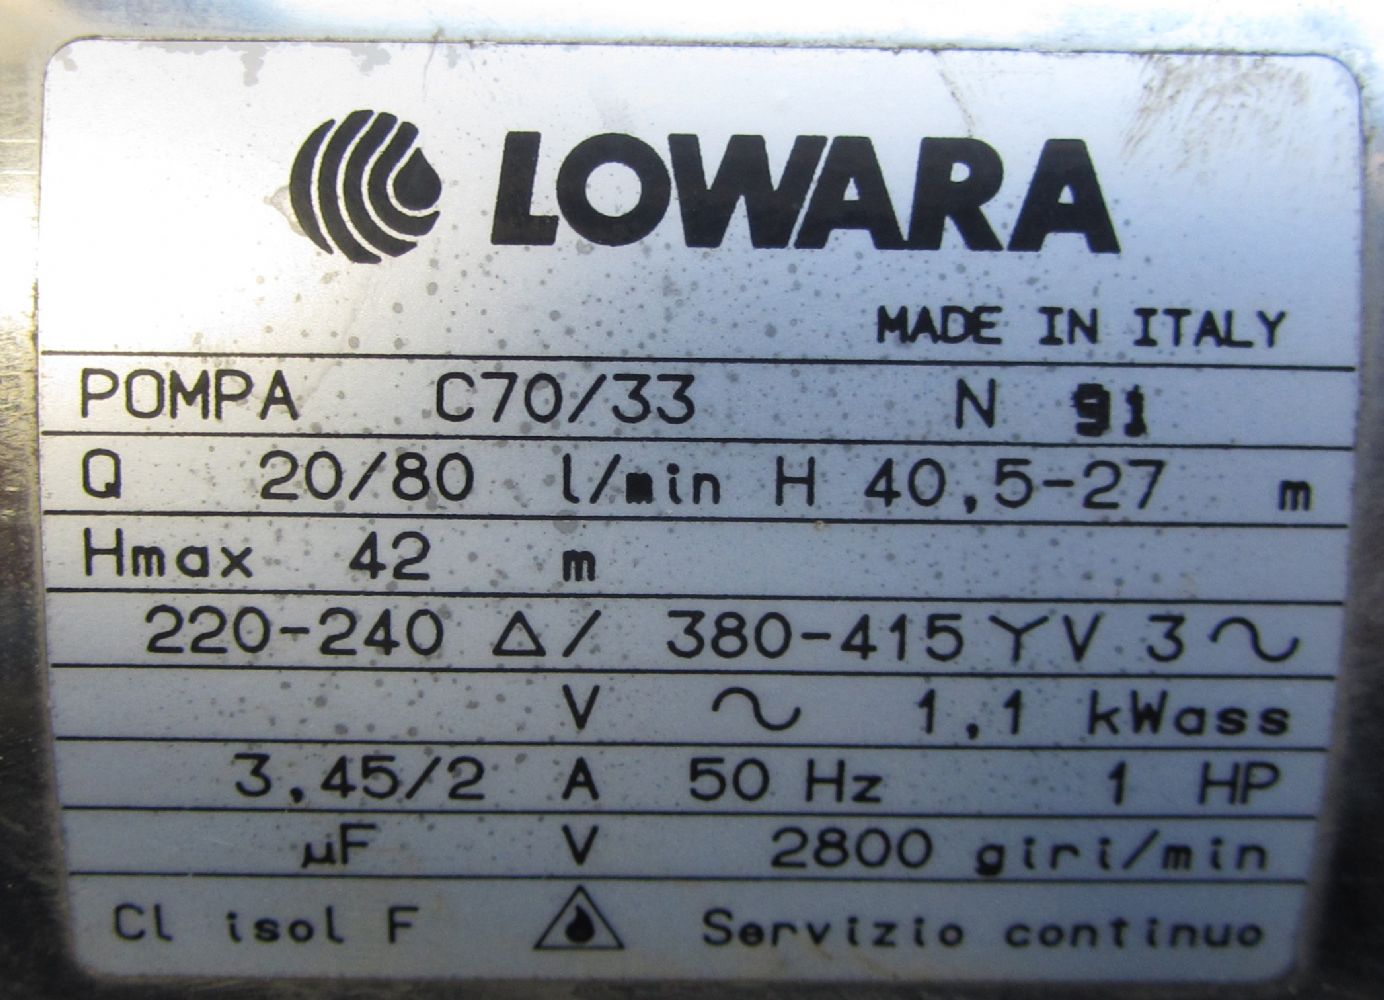 LOWARA
MADE IN ITALY
POMPA C70/33 N 91
Q 20/80 l/min H 40,5-27 m
Hmax 42 m
220-240 △/ 380-415 Y V 3 ~
V ~ 1,1 kWass
3,45/2 A 50 Hz 1 HP
µF V 2800 giri/min
Cl isol F Servizio continuo